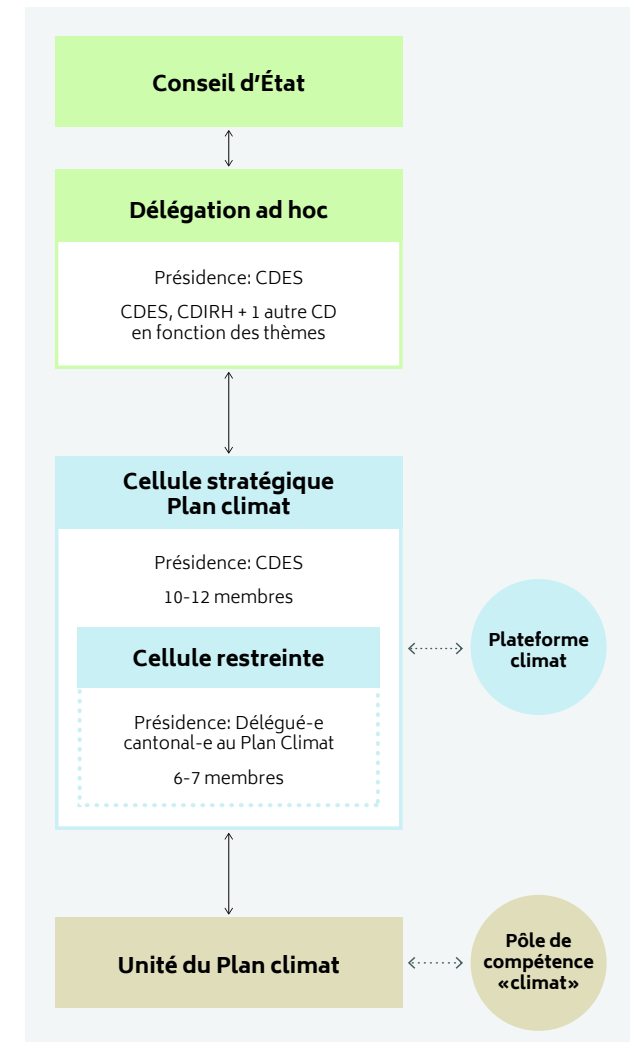 Conseil d’État
Délégation ad hoc
Présidence: CDES
CDES, CDIRH + 1 autre CD
en fonction des thèmes
Cellule stratégique
Plan climat
Présidence: CDES
10-12 membres
Cellule restreinte
Présidence: Délégué-e
cantonal-e au Plan Climat
6-7 membres
Plateforme
climat
Unité du Plan climat
Pôle de
compétence
«climat»